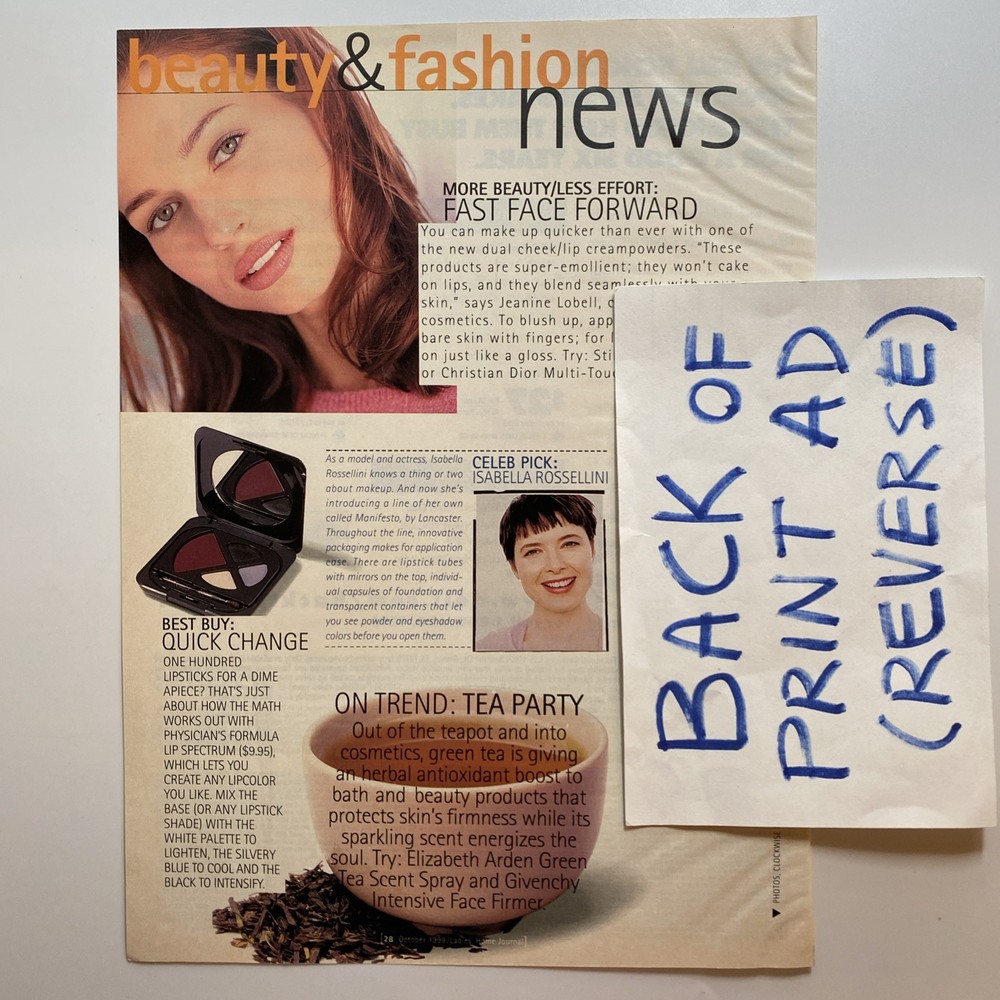 beauty&fashion
news
MORE BEAUTY/LESS EFFORT:
FAST FACE FORWARD
You can make up quicker than ever with one of
the new dual cheek/lip creampowders. "These
products are super-emollient; they won't cake
on lips, and they blend seamlessly with your
skin," says Jeanine Lobell,
cosmetics. To blush up,
bare skin with fingers; for
on just like a gloss. Try:
or Christian Dior
As a model and actress, Isabella
Rossellini knows a thing or two
about makeup. And now she's
introducing a line of her own
called Manifesto, by Lancaster.
Throughout the line, innovative
packaging makes for application
ease. There are lipstick tubes
with mirrors on the top, individ-
ual capsules of foundation and
transparent containers that let
you see powder and eyeshadow
colors before you open them.
CELEB PICK:
ISABELLA ROSSELLINI
BEST BUY:
QUICK CHANGE
ONE HUNDRED
LIPSTICKS FOR A DIME
APIECE? THAT'S JUST
ABOUT HOW THE MATH
WORKS OUT WITH
PHYSICIAN'S FORMULA
LIP SPECTRUM ($9.95),
WHICH LETS YOU
CREATE ANY LIPCOLOR
YOU LIKE. MIX THE
BASE (OR ANY LIPSTICK
SHADE) WITH THE
WHITE PALETTE TO
LIGHTEN, THE SILVERY
BLUE TO COOL AND THE
BLACK TO INTENSIFY.
ON TREND: TEA PARTY
Out of the teapot and into
cosmetics, green tea is giving
an herbal antioxidant boost to
bath and beauty products that
protects skin's firmness while its
sparkling scent energizes the
soul. Try: Elizabeth Arden Green
Tea Scent Spray and Givenchy
Intensive Face Firmer.
[28 October 1999/Ladies' Home Journal]
▼ PHOTOS, CLOCKWISE
BACK OF
PRINT AD
(REVERSE)